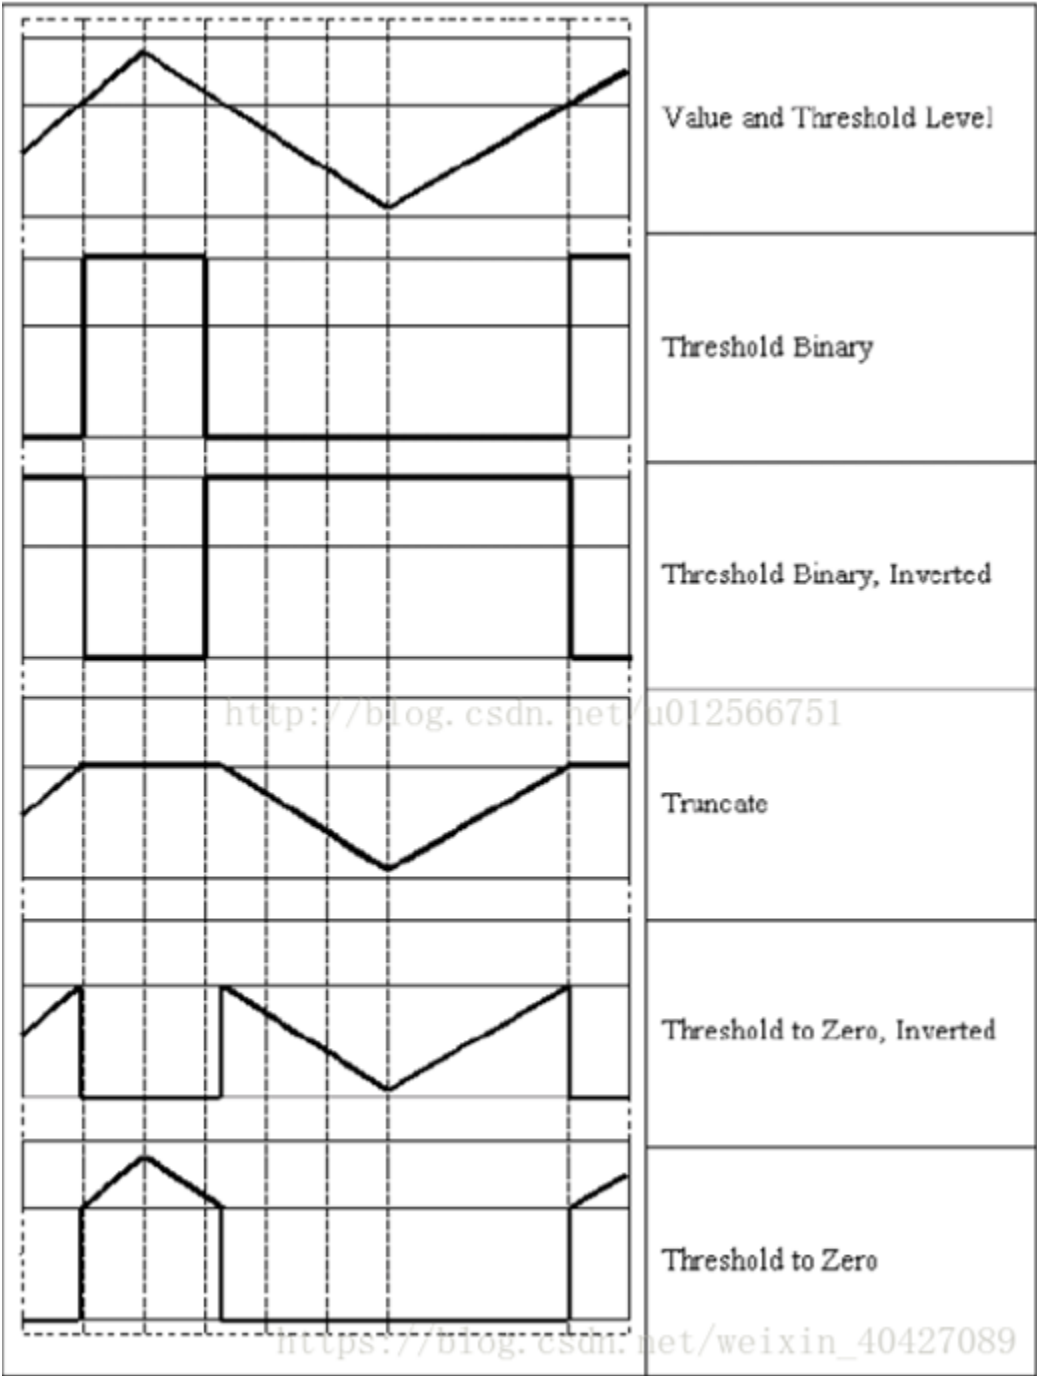 Value and Threshold Level
Threshold Binary
Threshold Binary, Inverted
http://blog.csdn.net/u012566751
Truncate
Threshold to Zero, Inverted
Threshold to Zero
https://blog.csdn.net/weixin_40427089